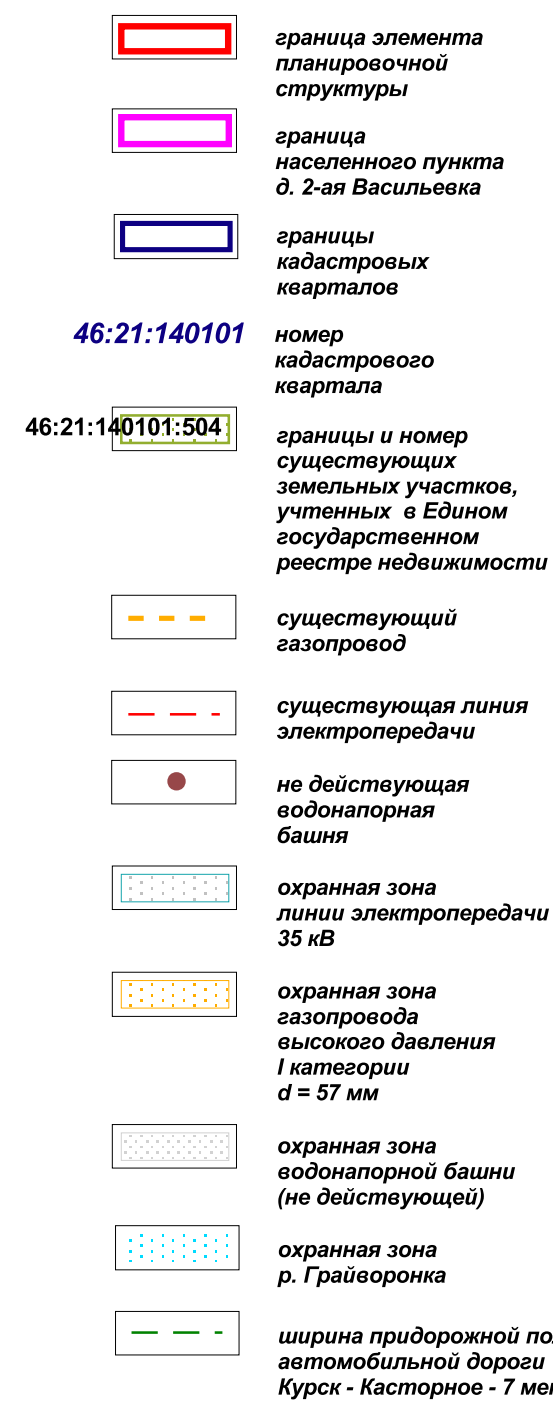 граница элемента
планировочной
структуры
граница
населенного пункта
д. 2-ая Васильевка
границы
кадастровых
кварталов
46:21:140101
номер
кадастрового
квартала
46:21:140101:504
границы и номер
существующих
земельных участков,
учтенных в Едином
государственном
реестре недвижимости
существующий
газопровод
существующая линия
электропередачи
не действующая
водонапорная
башня
охранная зона
линии электропередачи
35 кВ
охранная зона
газопровода
высокого давления
I категории
d = 57 мм
охранная зона
водонапорной башни
(не действующей)
охранная зона
р. Грайворонка
ширина придорожной
автомобильной дороги
Курск - Касторное - 7